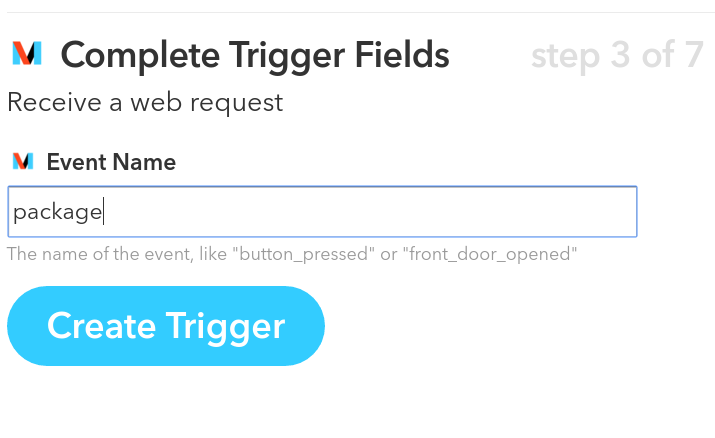 Complete Trigger Fields
step 3 of 7
Receive a web request
Event Name
package
The name of the event, like "button_pressed" or "front_door_opened"
Create Trigger